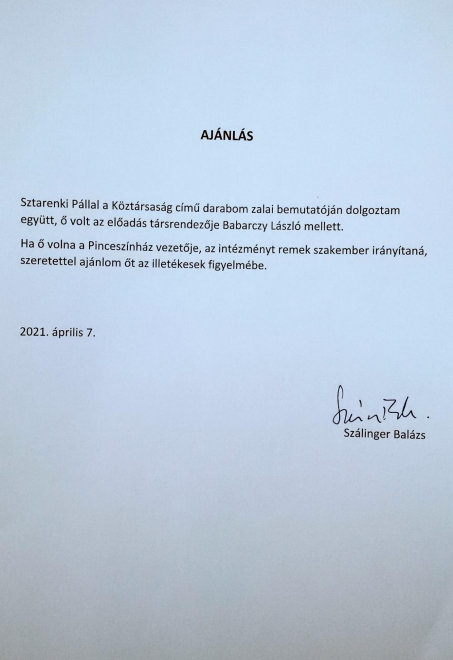 AJÁNLÁS
Sztarenki Pállal a Köztársaság című darabom zalai bemutatóján dolgoztam
együtt, ő volt az előadás társrendezője Babarczy László mellett.
Ha ő volna a Pinceszínház vezetője, az intézményt remek szakember irányítaná,
szeretettel ajánlom őt az illetékesek figyelmébe.
2021. április 7.
Szálinger Balázs